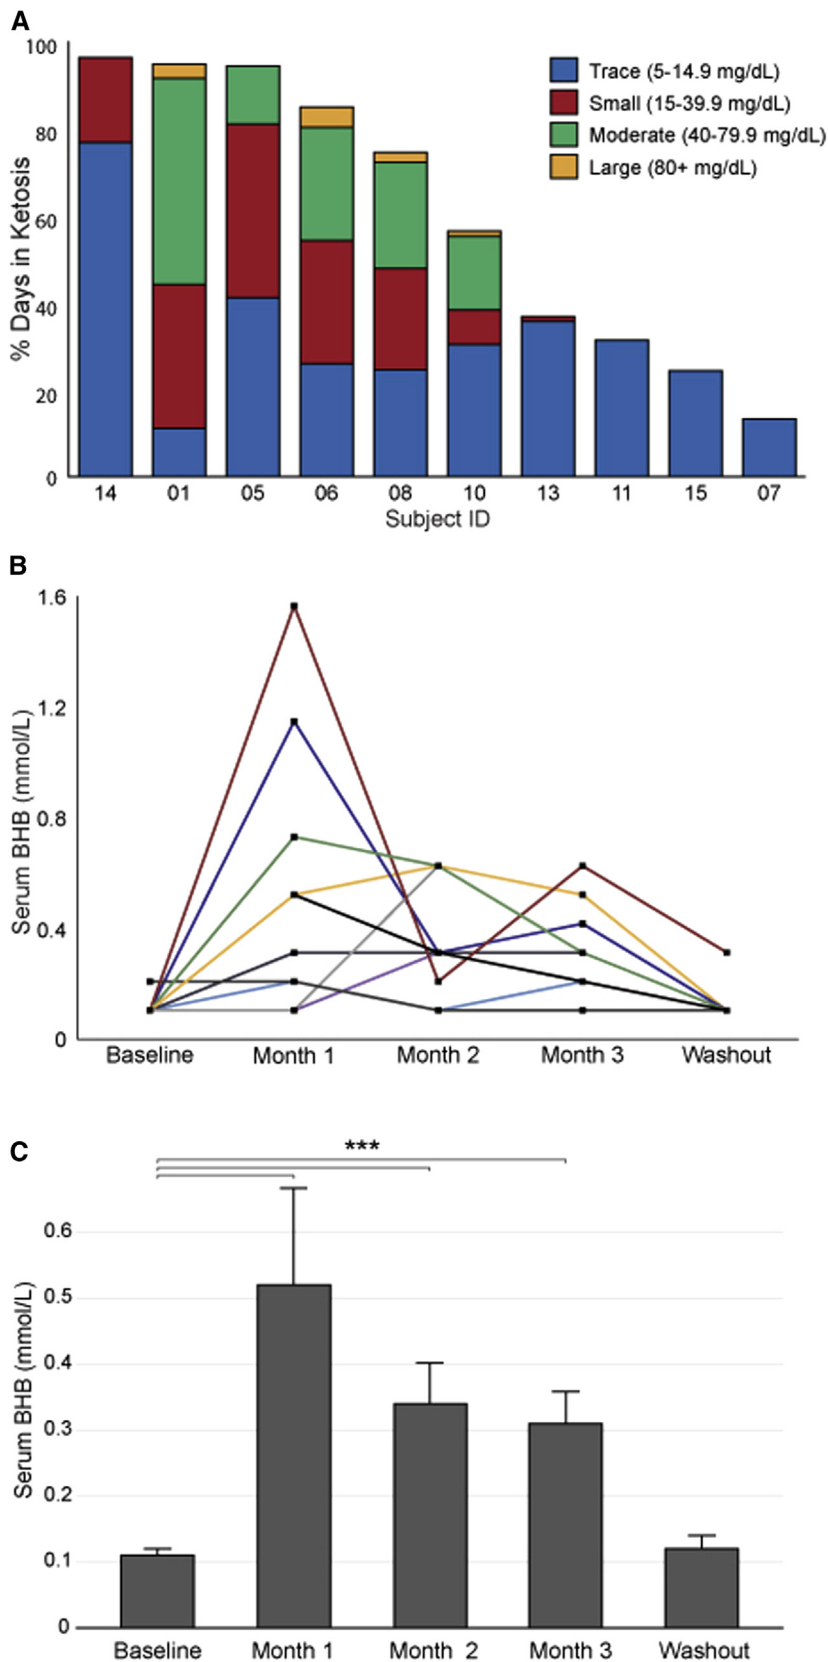 A
100
80
60
40
20
0
% Days in Ketosis
Trace (5-14.9 mg/dL)
Small (15-39.9 mg/dL)
Moderate (40-79.9 mg/dL)
Large (80+ mg/dL)
14 01 05 06 08 10 13 11 15 07
Subject ID
B
1.6
1.2
0.8
0.4
0
Serum BHB (mmol/L)
Baseline Month 1 Month 2 Month 3 Washout
C
***
0.6
0.5
0.4
0.3
0.2
0.1
0
Serum BHB (mmol/L)
Baseline Month 1 Month 2 Month 3 Washout